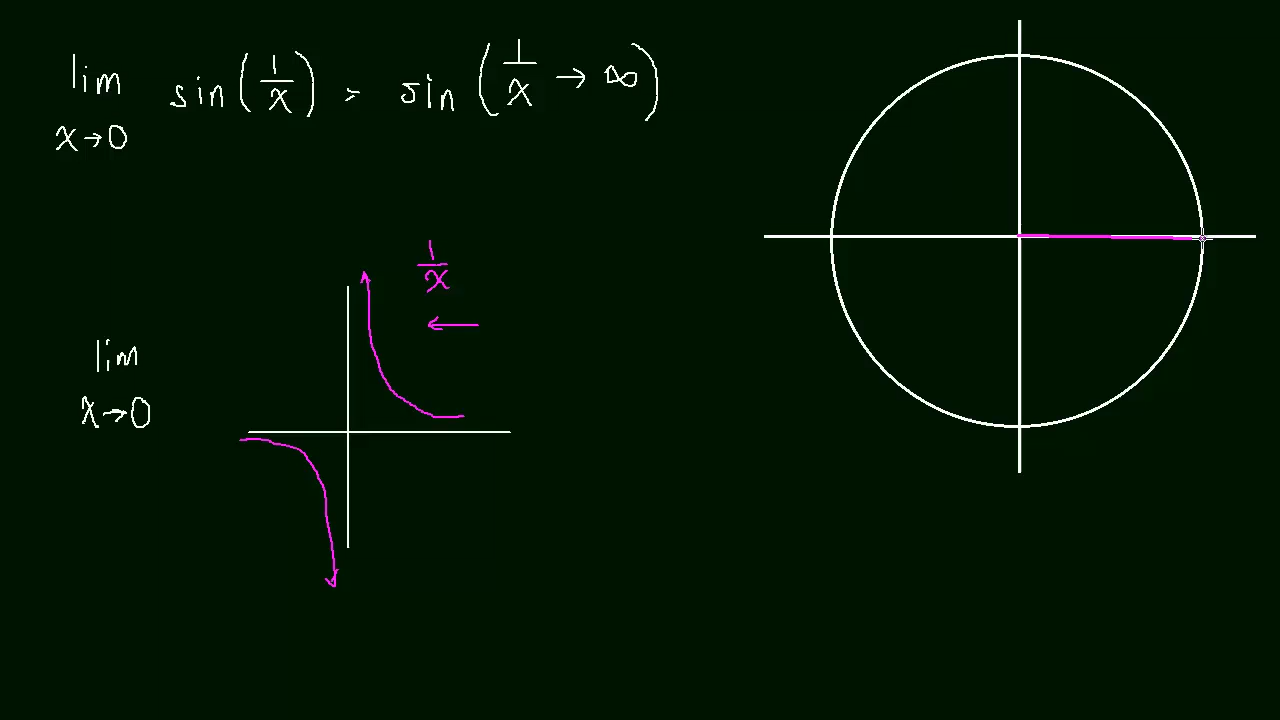 lim sin(1/x) = sin(1/x → ∞)
x→0
1/x
lim
x→0